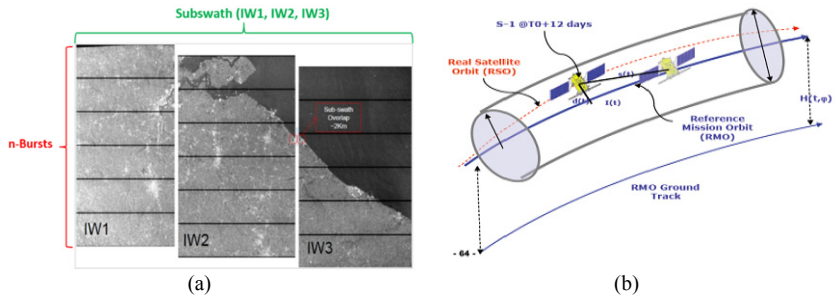 Subswath (IW1, IW2, IW3)
n-Bursts
Sub-swath
Overlap
~2Km
IW1
IW2
IW3
(a)
S-1 @T0+12 days
Real Satellite
Orbit (RSO)
s(t)
d(t)
I(t)
H(t,φ)
Reference
Mission Orbit
(RMO)
RMO Ground
Track
- 64 -
(b)